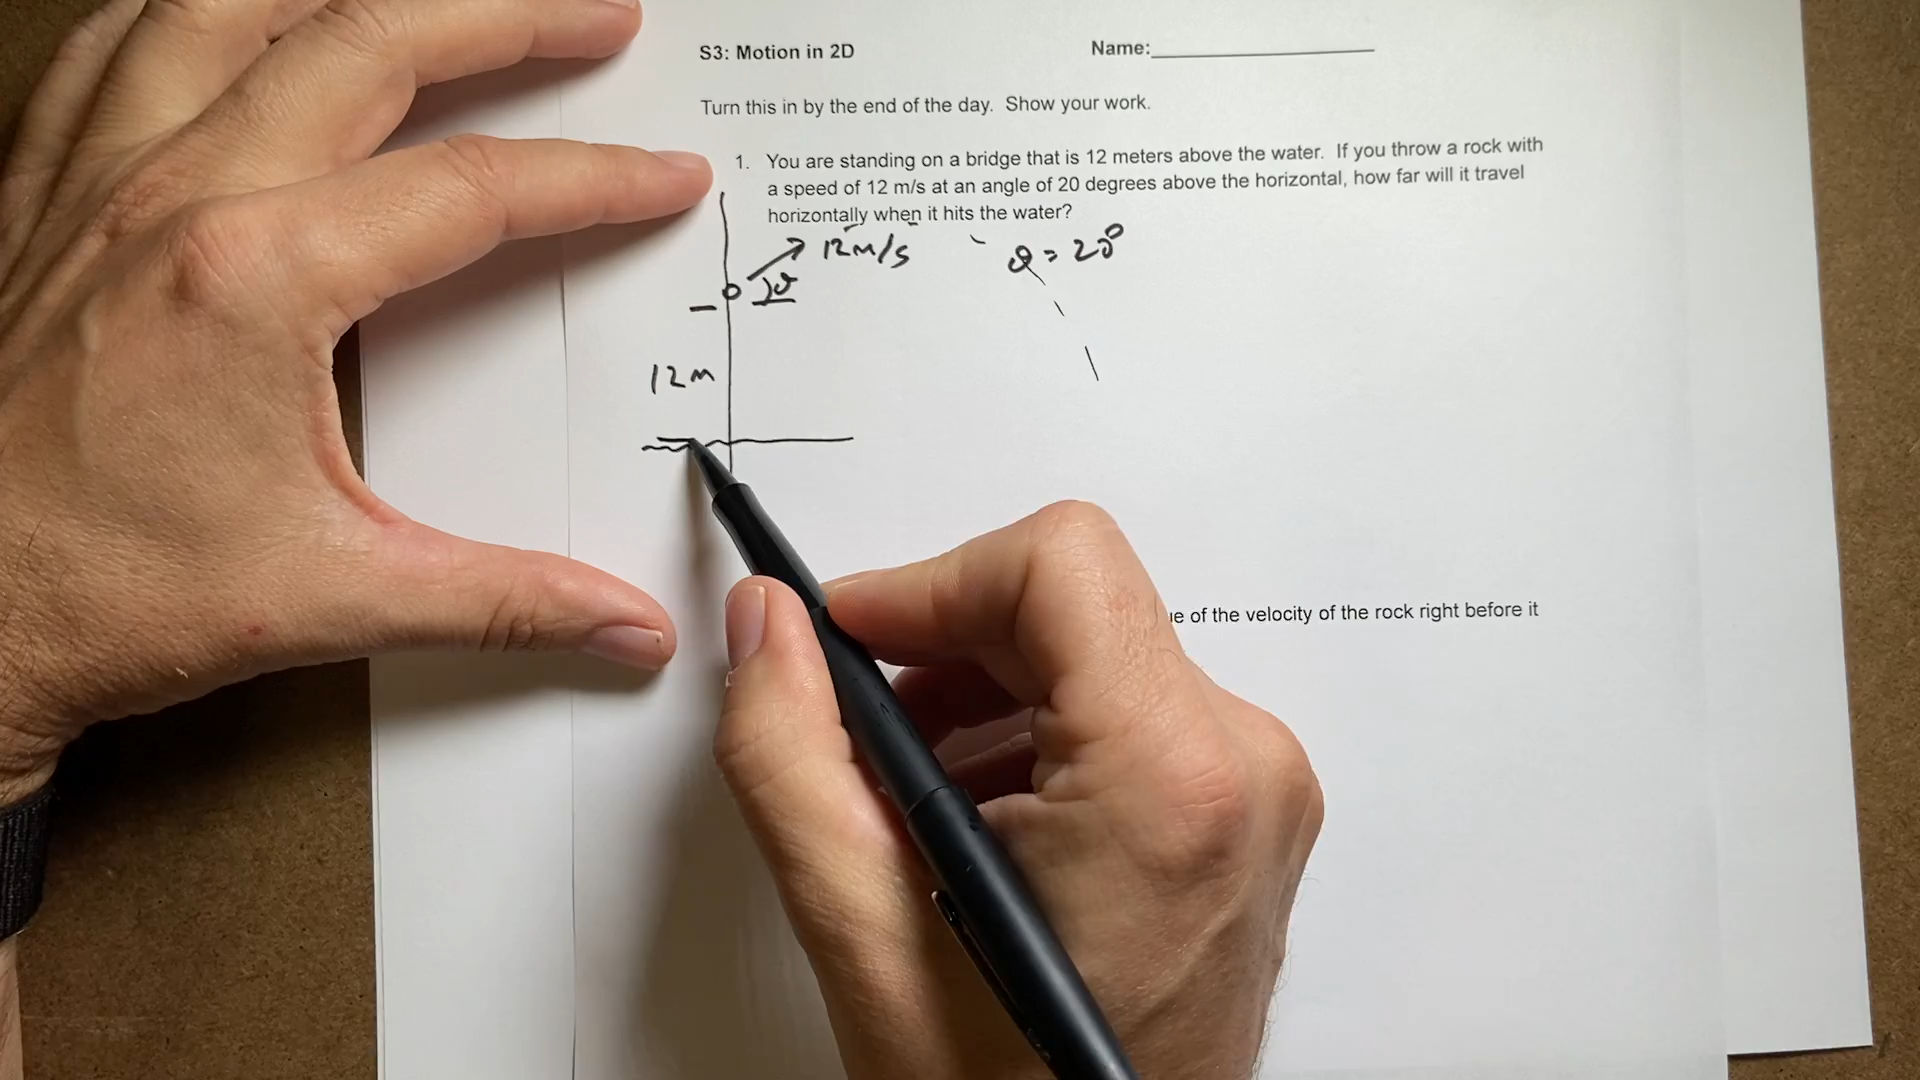 S3: Motion in 2D Name:
Turn this in by the end of the day. Show your work.
1. You are standing on a bridge that is 12 meters above the water. If you throw a rock with
a speed of 12 m/s at an angle of 20 degrees above the horizontal, how far will it travel
horizontally when it hits the water?
12m/s θ = 20°
θ
12m
of the velocity of the rock right before it